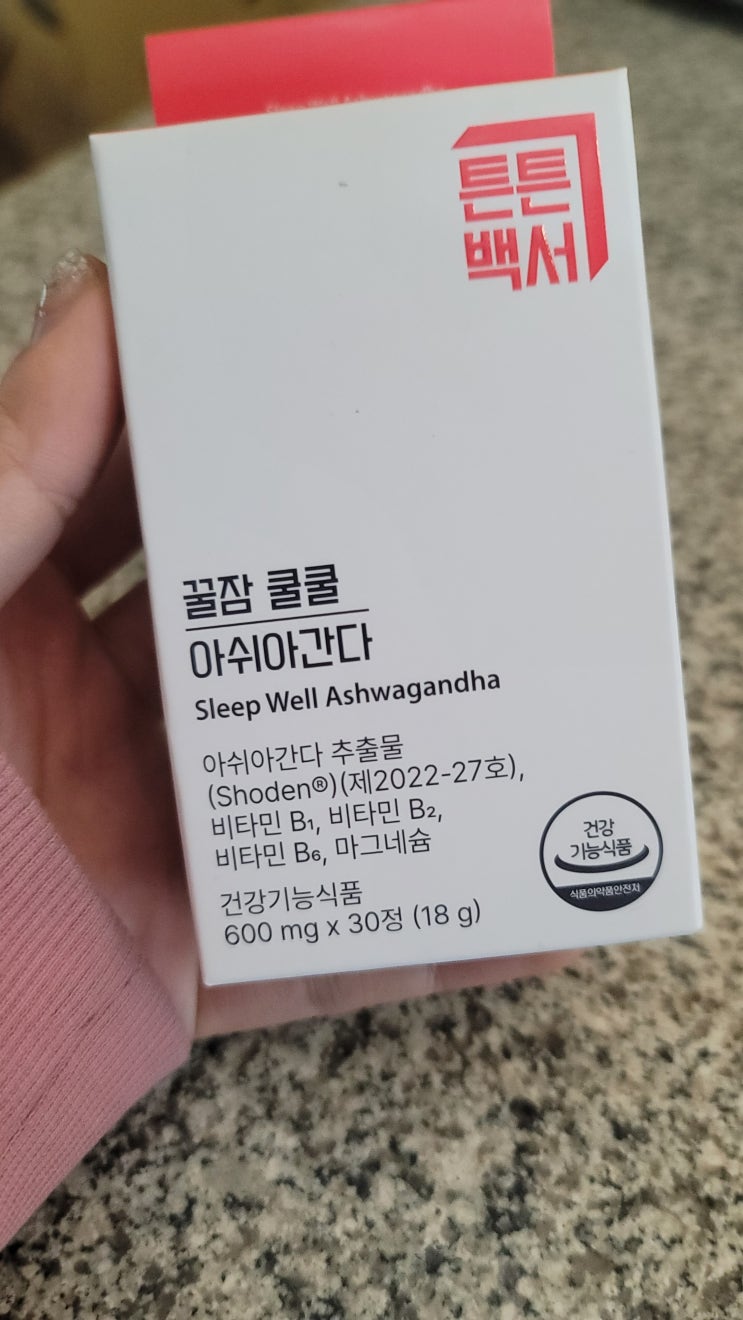 튼튼
백서
꿀잠 쿨쿨
아쉬아간다
Sleep Well Ashwagandha
아쉬아간다 추출물
(Shoden®)(제2022-27호),
비타민 B₁, 비타민 B₂,
비타민 B₆, 마그네슘
건강기능식품
600 mg x 30정 (18 g)
건강
기능식품
식품의약품안전처